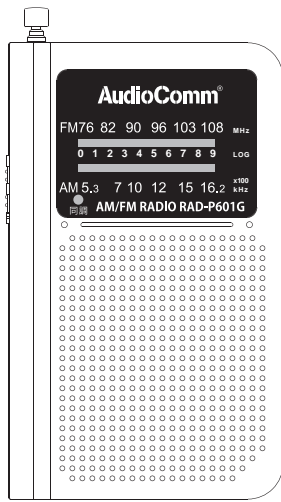 AudioComm®
FM76 82 90 96 103 108 MHz
0 1 2 3 4 5 6 7 8 9 LOG
AM 5.3 7 10 12 15 16.2 x100 kHz
同調 AM/FM RADIO RAD-P601G